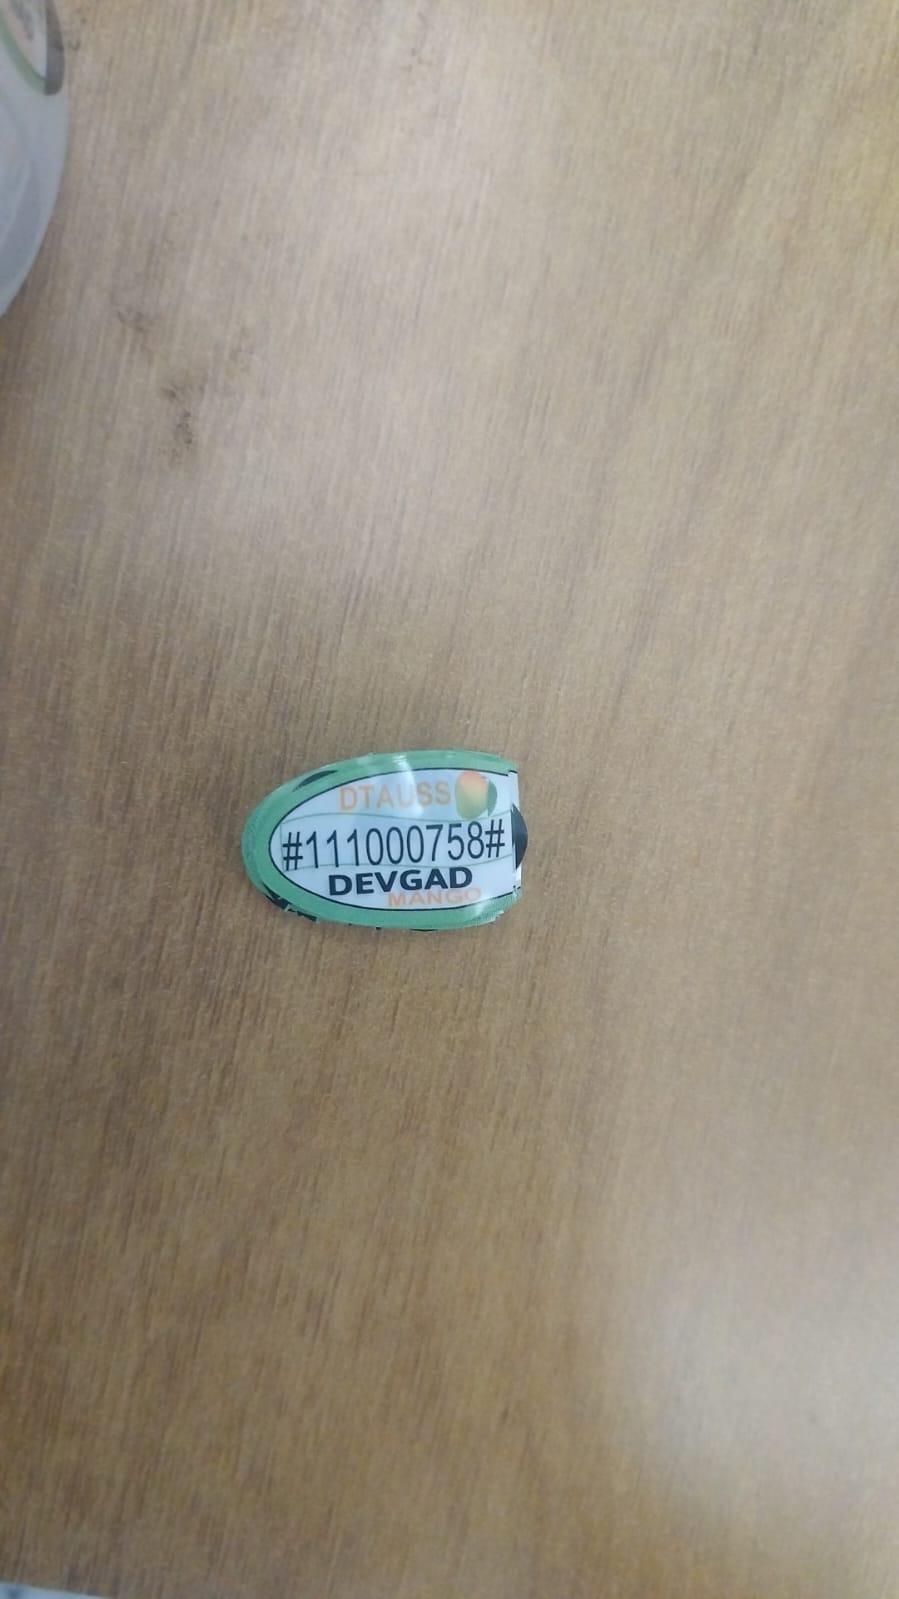 DTAUSS
#111000758#
DEVGAD
MANGO